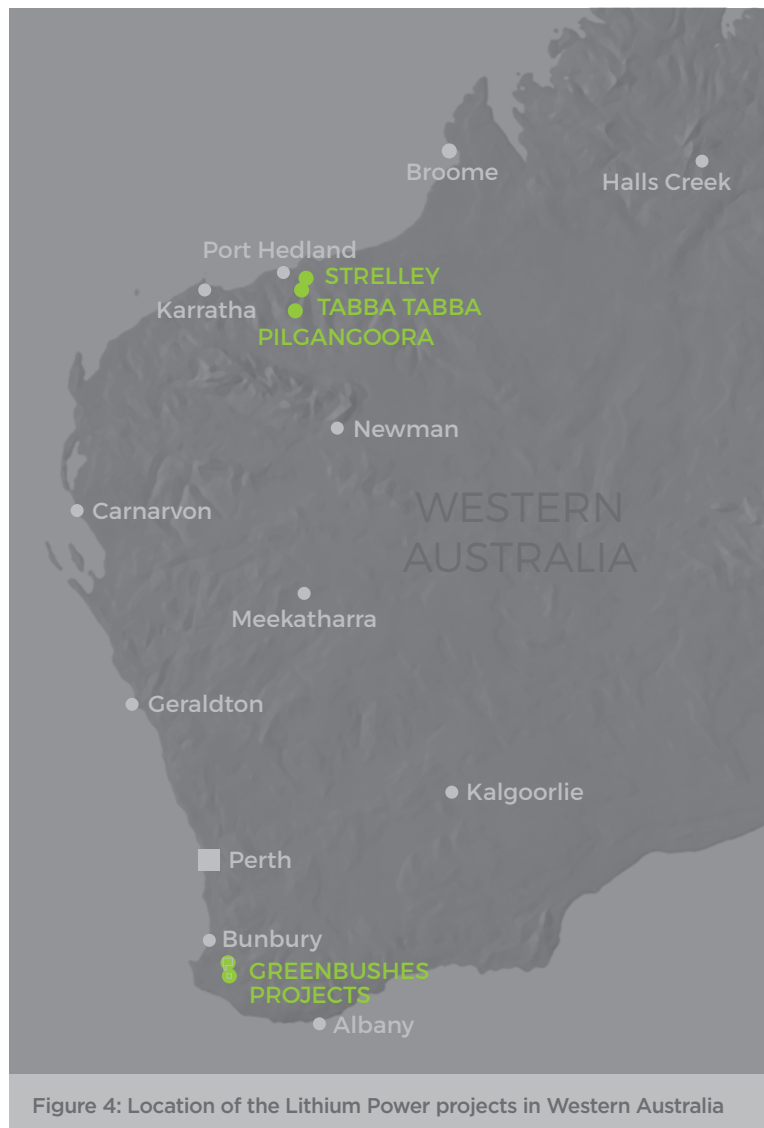 Broome
Halls Creek
Port Hedland
STRELLEY
Karratha
TABBA TABBA
PILGANGOORA
Newman
WESTERN
AUSTRALIA
Carnarvon
Meekatharra
Geraldton
Kalgoorlie
Perth
Bunbury
GREENBUSHES
PROJECTS
Albany
Figure 4: Location of the Lithium Power projects in Western Australia